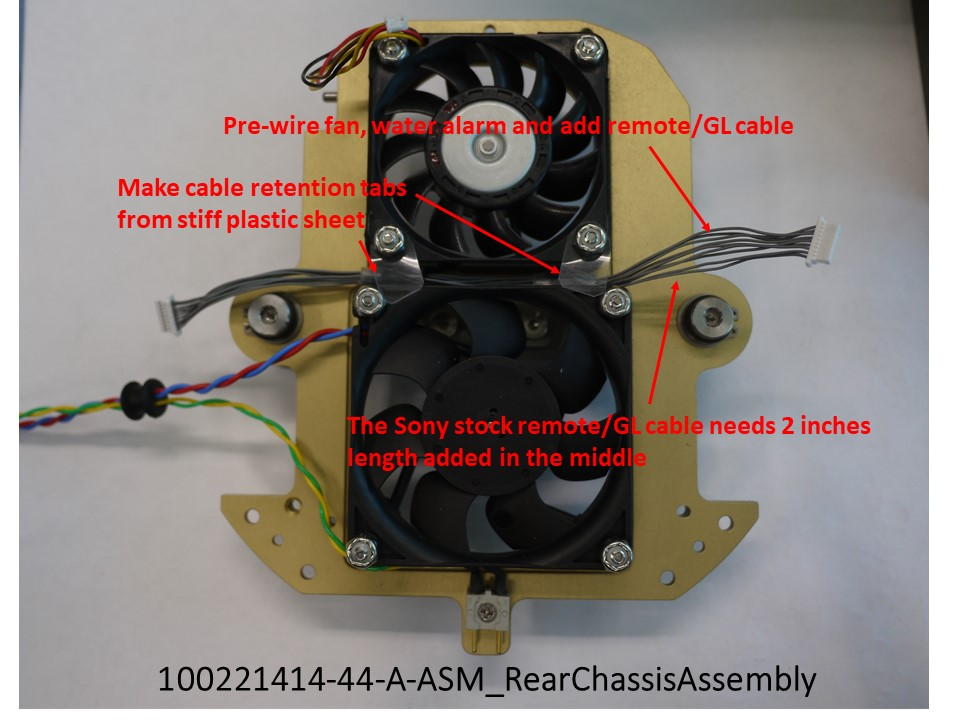 Pre-wire fan, water alarm and add remote/GL cable
Make cable retention tabs
from stiff plastic sheet
The Sony stock remote/GL cable needs 2 inches
length added in the middle
100221414-44-A-ASM_RearChassisAssembly